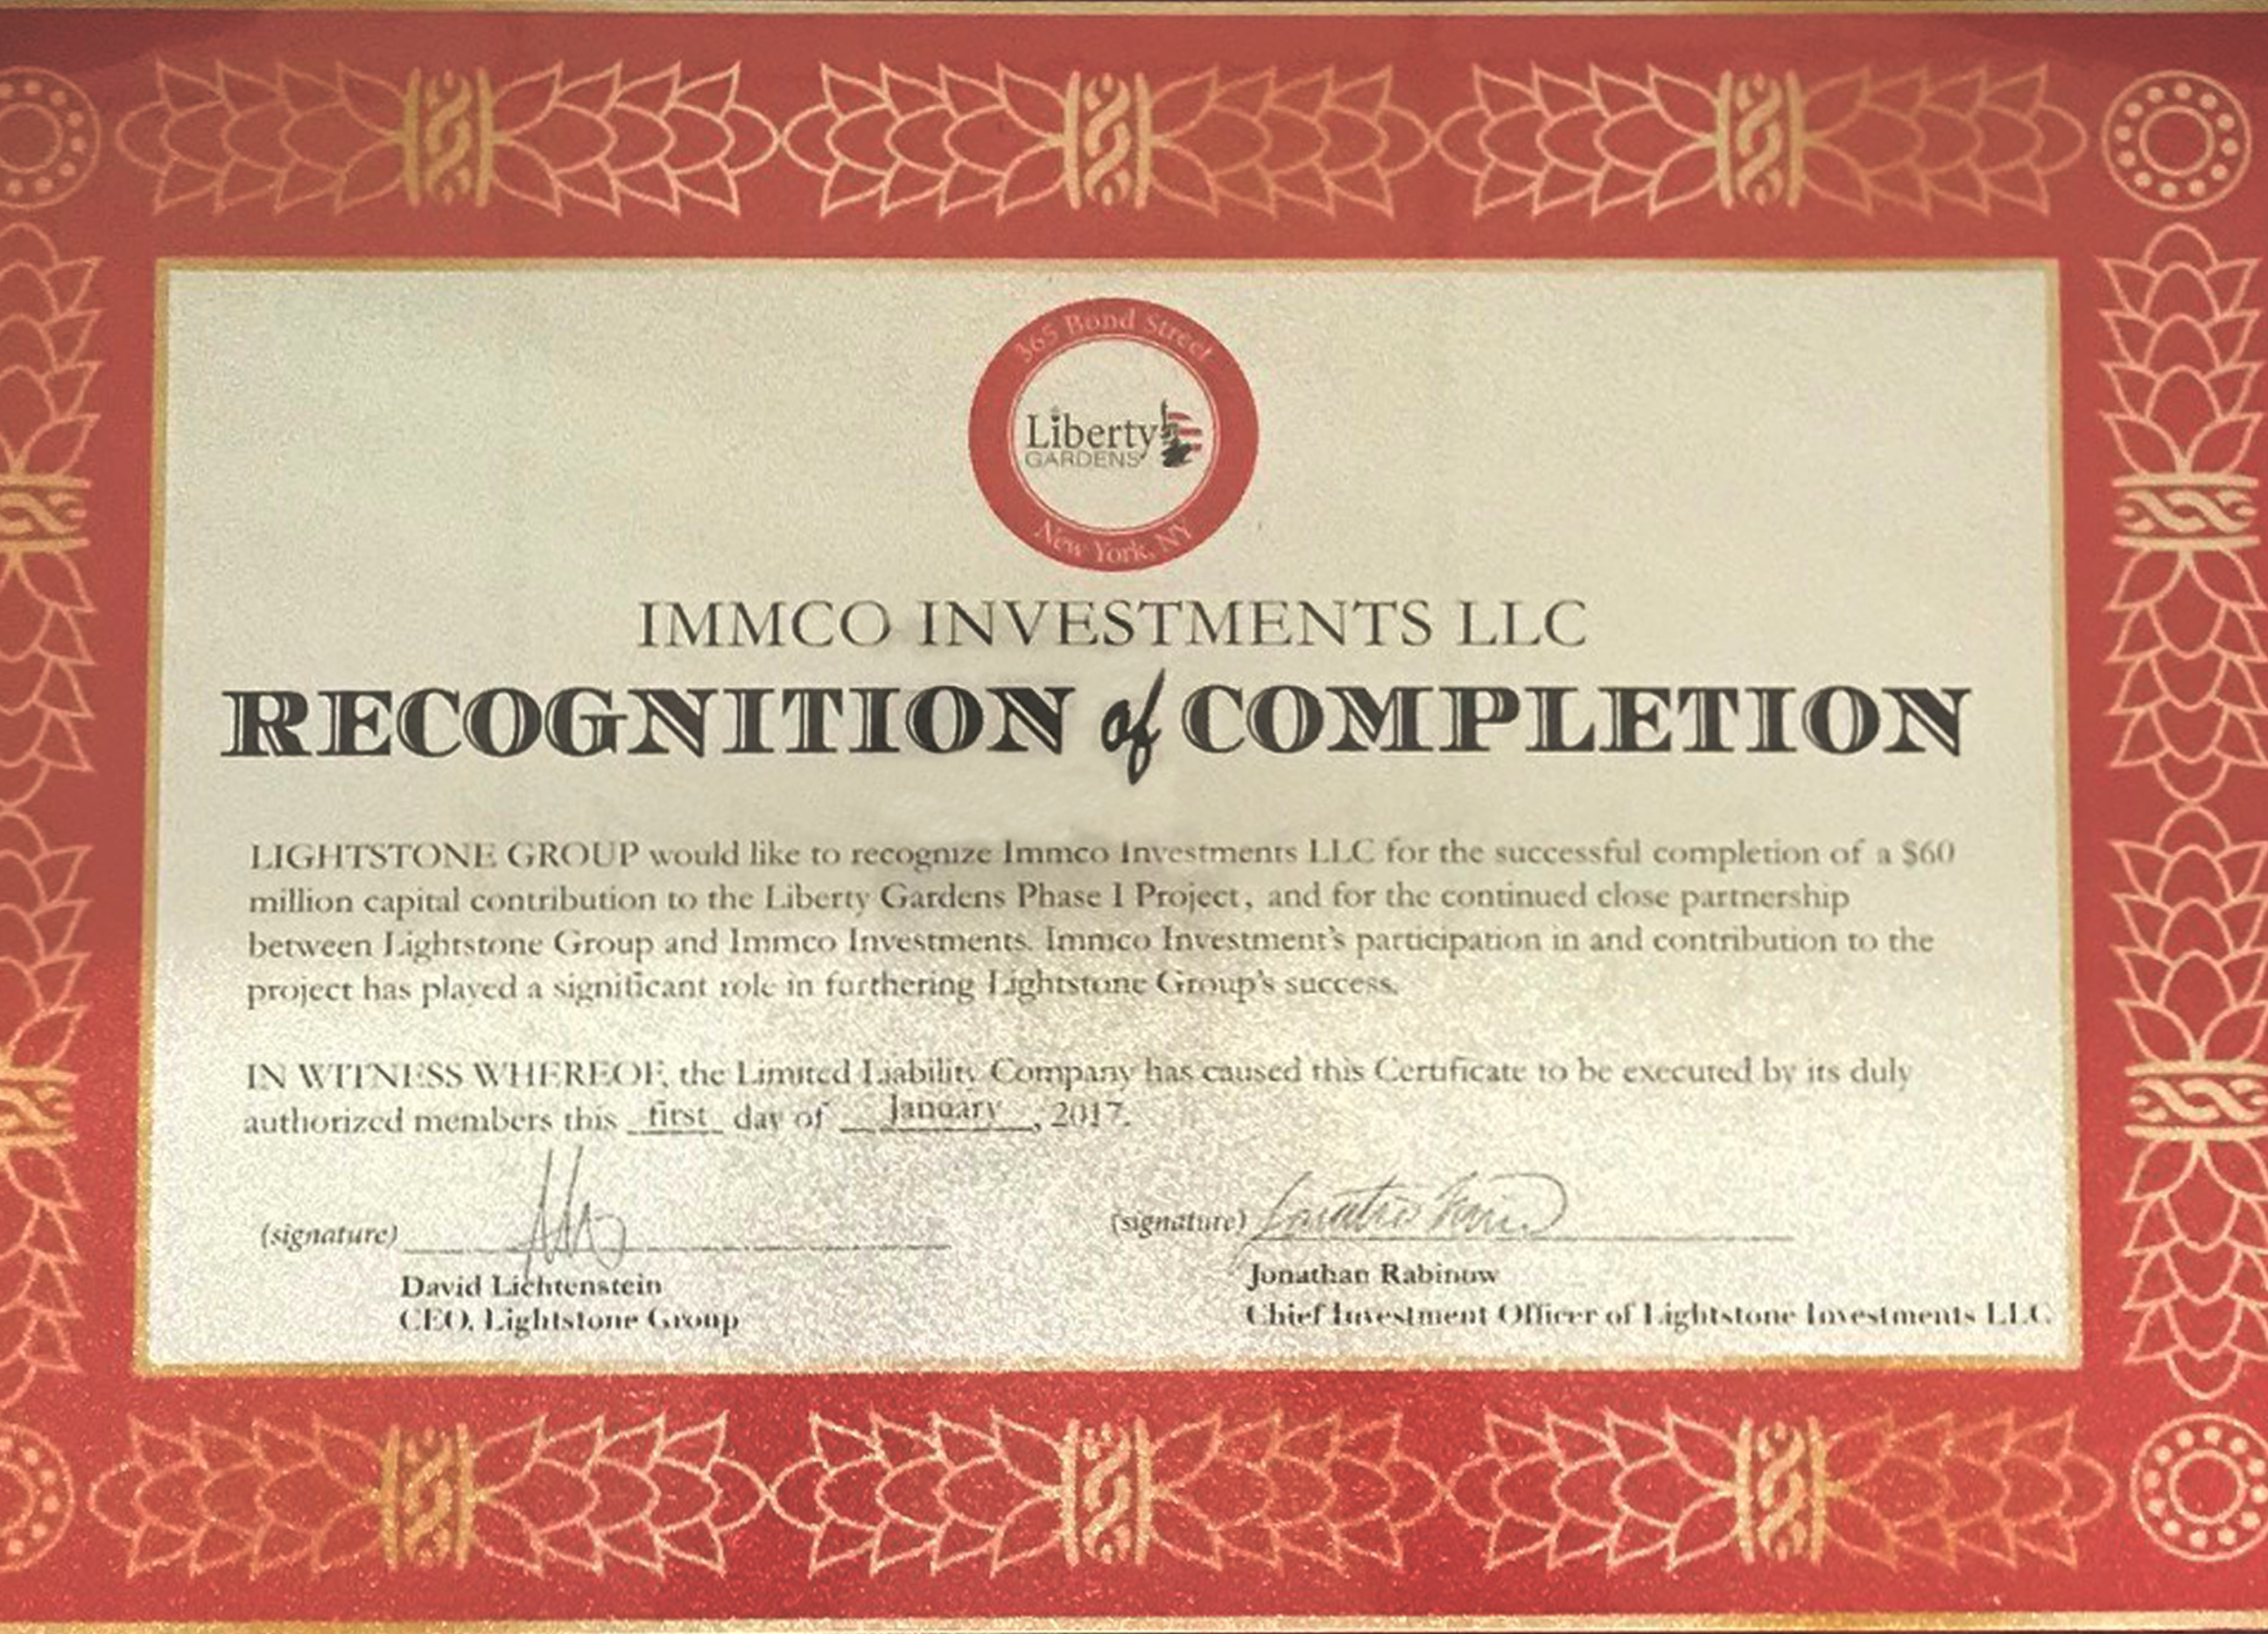 365 Bond Street
Liberty
GARDENS
New York, NY
IMMCO INVESTMENTS LLC
RECOGNITION of COMPLETION
LIGHTSTONE GROUP would like to recognize Immco Investments LLC for the successful completion of a $60
million capital contribution to the Liberty Gardens Phase I Project, and for the continued close partnership
between Lightstone Group and Immco Investments. Immco Investment's participation in and contribution to the
project has played a significant role in furthering Lightstone Group's success.
IN WITNESS WHEREOF, the Limited Liability Company has caused this Certificate to be executed by its duly
authorized members this first day of January, 2017.
(signature)
(signature)
David Lichtenstein
Jonathan Rabinow
CEO, Lightstone Group
Chief Investment Officer of Lightstone Investments LLC